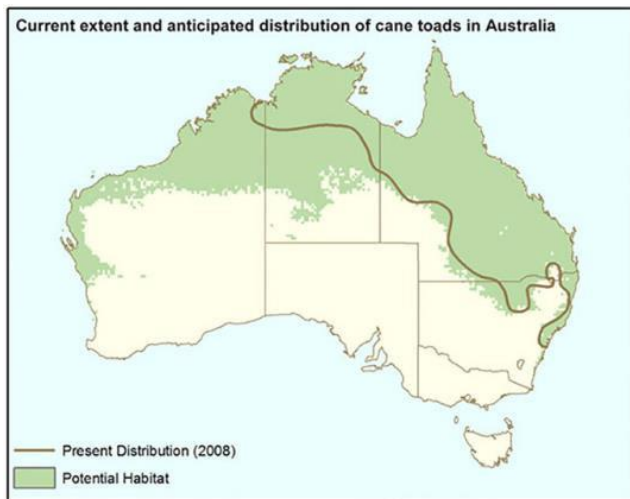 Current extent and anticipated distribution of cane toads in Australia
Present Distribution (2008)
Potential Habitat